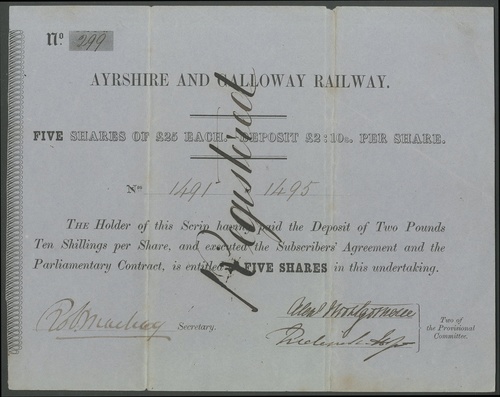 No. 299
AYRSHIRE AND GALLOWAY RAILWAY.
FIVE SHARES OF £25 EACH. DEPOSIT £2:10s. PER SHARE.
Nos 1491 1495
Registered
THE Holder of this Scrip having paid the Deposit of Two Pounds
Ten Shillings per Share, and executed the Subscribers' Agreement and the
Parliamentary Contract, is entitled to FIVE SHARES in this undertaking.
Secretary.
Two of
the Provisional
Committee.